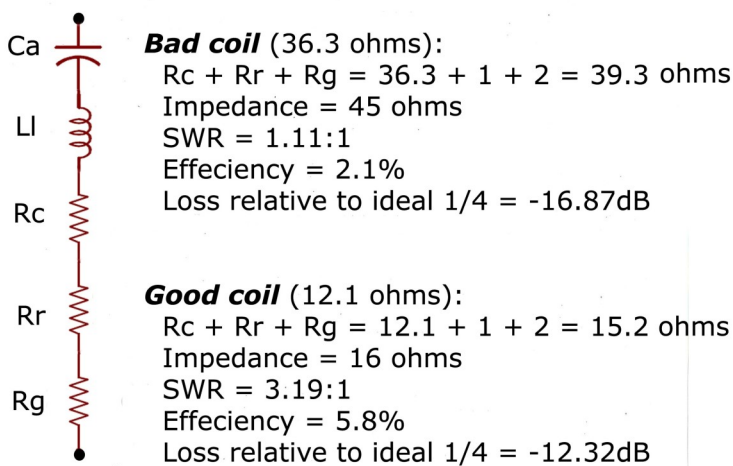 Ca
Ll
Rc
Rr
Rg
Bad coil (36.3 ohms):
Rc + Rr + Rg = 36.3 + 1 + 2 = 39.3 ohms
Impedance = 45 ohms
SWR = 1.11:1
Effeciency = 2.1%
Loss relative to ideal 1/4 = -16.87dB
Good coil (12.1 ohms):
Rc + Rr + Rg = 12.1 + 1 + 2 = 15.2 ohms
Impedance = 16 ohms
SWR = 3.19:1
Effeciency = 5.8%
Loss relative to ideal 1/4 = -12.32dB